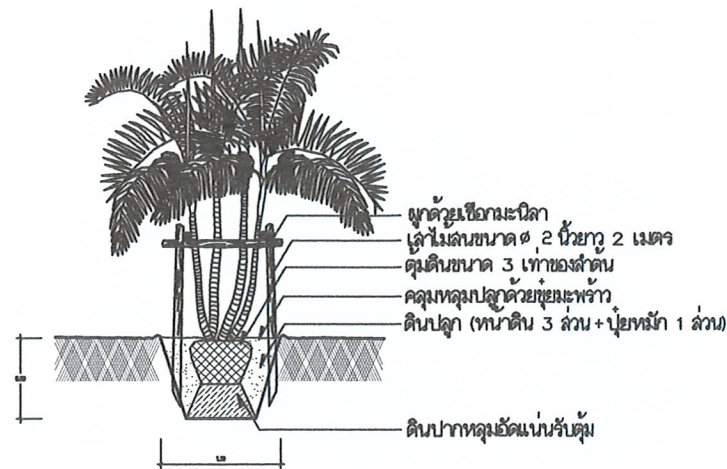 ผูกด้วยเชือกมะนิลา
เสาไม้สนขนาด ø 2 นิ้วยาว 2 เมตร
ตุ้มดินขนาด 3 เท่าของลำต้น
คลุมหลุมปลูกด้วยขุยมะพร้าว
ดินปลูก (หน้าดิน 3 ส่วน+ปุ๋ยหมัก 1 ส่วน)
ดินปากหลุมอัดแน่นรับตุ้ม